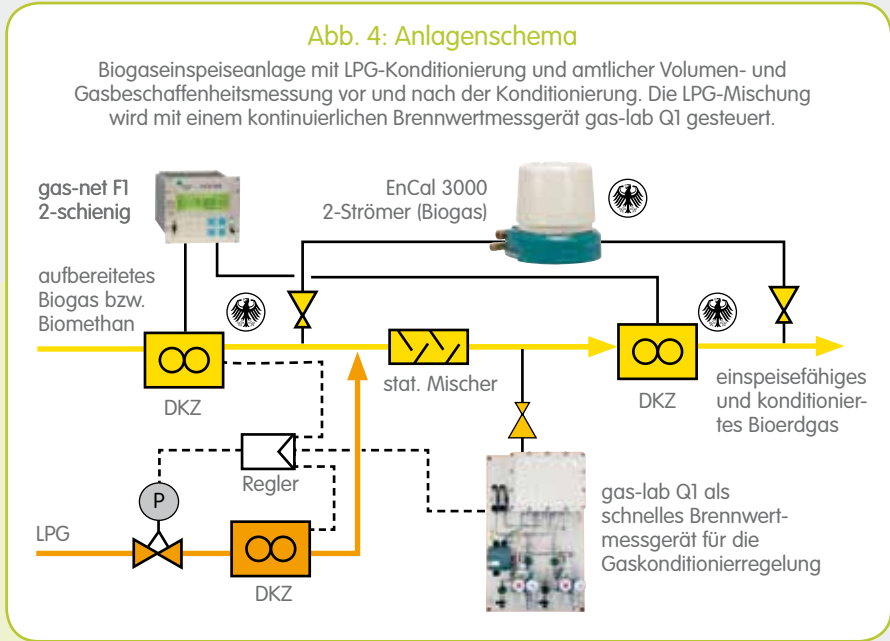 Abb. 4: Anlagenschema
Biogaseinspeiseanlage mit LPG-Konditionierung und amtlicher Volumen- und
Gasbeschaffenheitsmessung vor und nach der Konditionierung. Die LPG-Mischung
wird mit einem kontinuierlichen Brennwertmessgerät gas-lab Q1 gesteuert.
gas-net F1
2-schienig
EnCal 3000
2-Strömer (Biogas)
aufbereitetes
Biogas bzw.
Biomethan
DKZ
stat. Mischer
DKZ
einspeisefähiges
und konditionier-
tes Bioerdgas
Regler
P
LPG
DKZ
gas-lab Q1 als
schnelles Brennwert-
messgerät für die
Gaskonditionierregelung